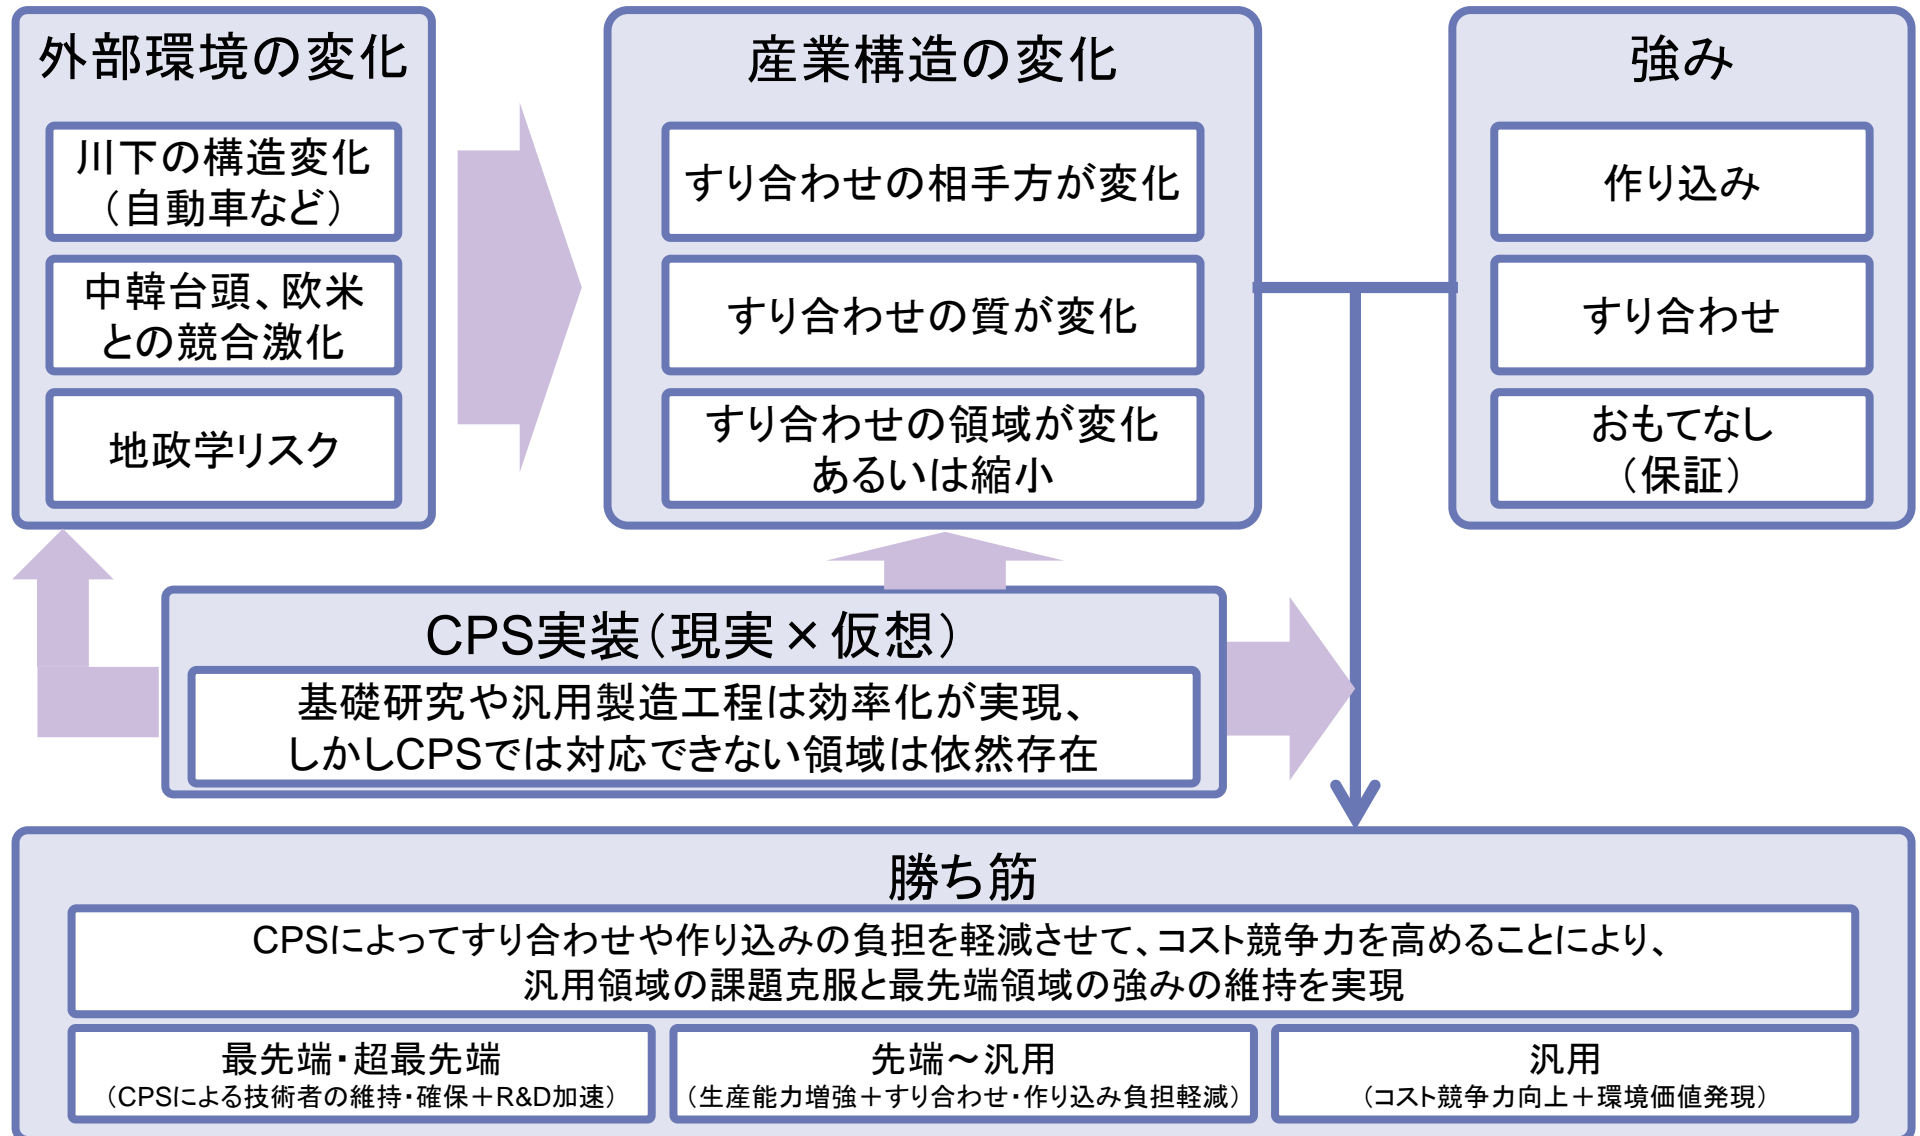 外部環境の変化
川下の構造変化
（自動車など）
中韓台頭、欧米
との競合激化
地政学リスク
産業構造の変化
すり合わせの相手方が変化
すり合わせの質が変化
すり合わせの領域が変化
あるいは縮小
強み
作り込み
すり合わせ
おもてなし
（保証）
CPS実装（現実×仮想）
基礎研究や汎用製造工程は効率化が実現、
しかしCPSでは対応できない領域は依然存在
勝ち筋
CPSによってすり合わせや作り込みの負担を軽減させて、コスト競争力を高めることにより、
汎用領域の課題克服と最先端領域の強みの維持を実現
最先端・超最先端
（CPSによる技術者の維持・確保＋R&D加速）
先端～汎用
（生産能力増強＋すり合わせ・作り込み負担軽減）
汎用
（コスト競争力向上＋環境価値発現）